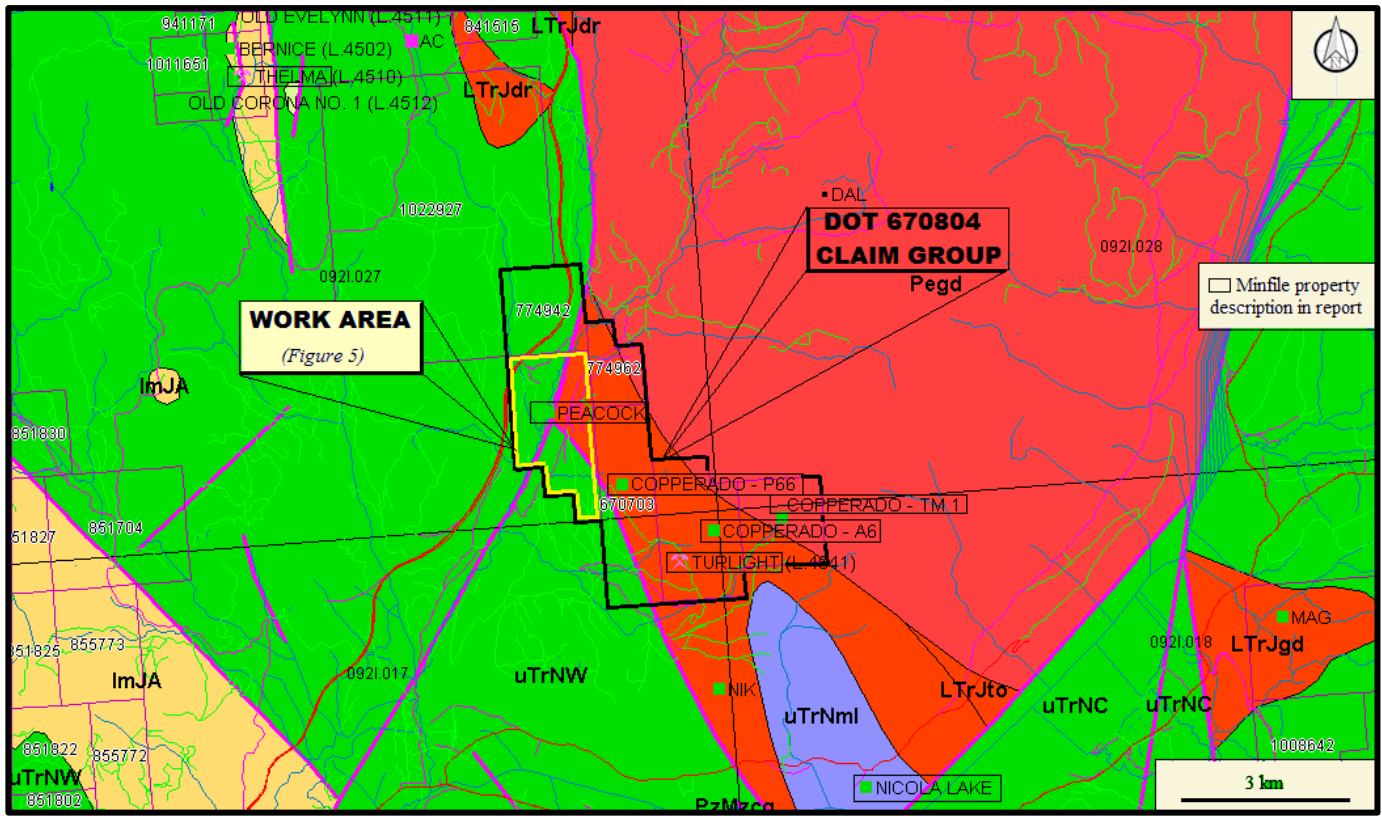 941171
OLD EVELYNN (L.4511)
841515
LTrJdr
AC
BERNICE (L.4502)
1011651
THELMA (L.4510)
LTrJdr
OLD CORONA NO. 1 (L.4512)
N
DAL
1022927
DOT 670804
CLAIM GROUP
092I.028
092I.027
Pegd
Minfile property
description in report
774942
WORK AREA
(Figure 5)
774962
lmJA
PEACOCK
851830
COPPERADO - P66
670703
COPPERADO - TM 1
851704
COPPERADO - A6
51827
TURLIGHT (L.4841)
MAG
092I.018
LTrJgd
855773
851825
092I.017
uTrNW
lmJA
NIK
LTrJto
uTrNC
uTrNC
uTrNml
1008642
851822
855772
uTrNW
3 km
NICOLA LAKE
851802
PzMzcg